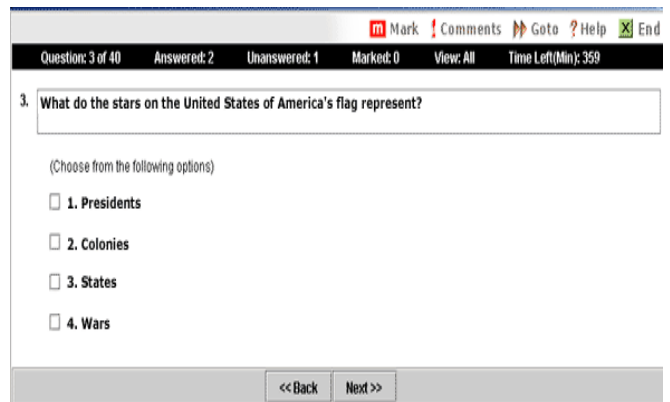 m Mark ! Comments Goto ? Help X End
Question: 3 of 40 Answered: 2 Unanswered: 1 Marked: 0 View: All Time Left(Min): 359
3. What do the stars on the United States of America's flag represent?
(Choose from the following options)
1. Presidents
2. Colonies
3. States
4. Wars
<< Back Next >>